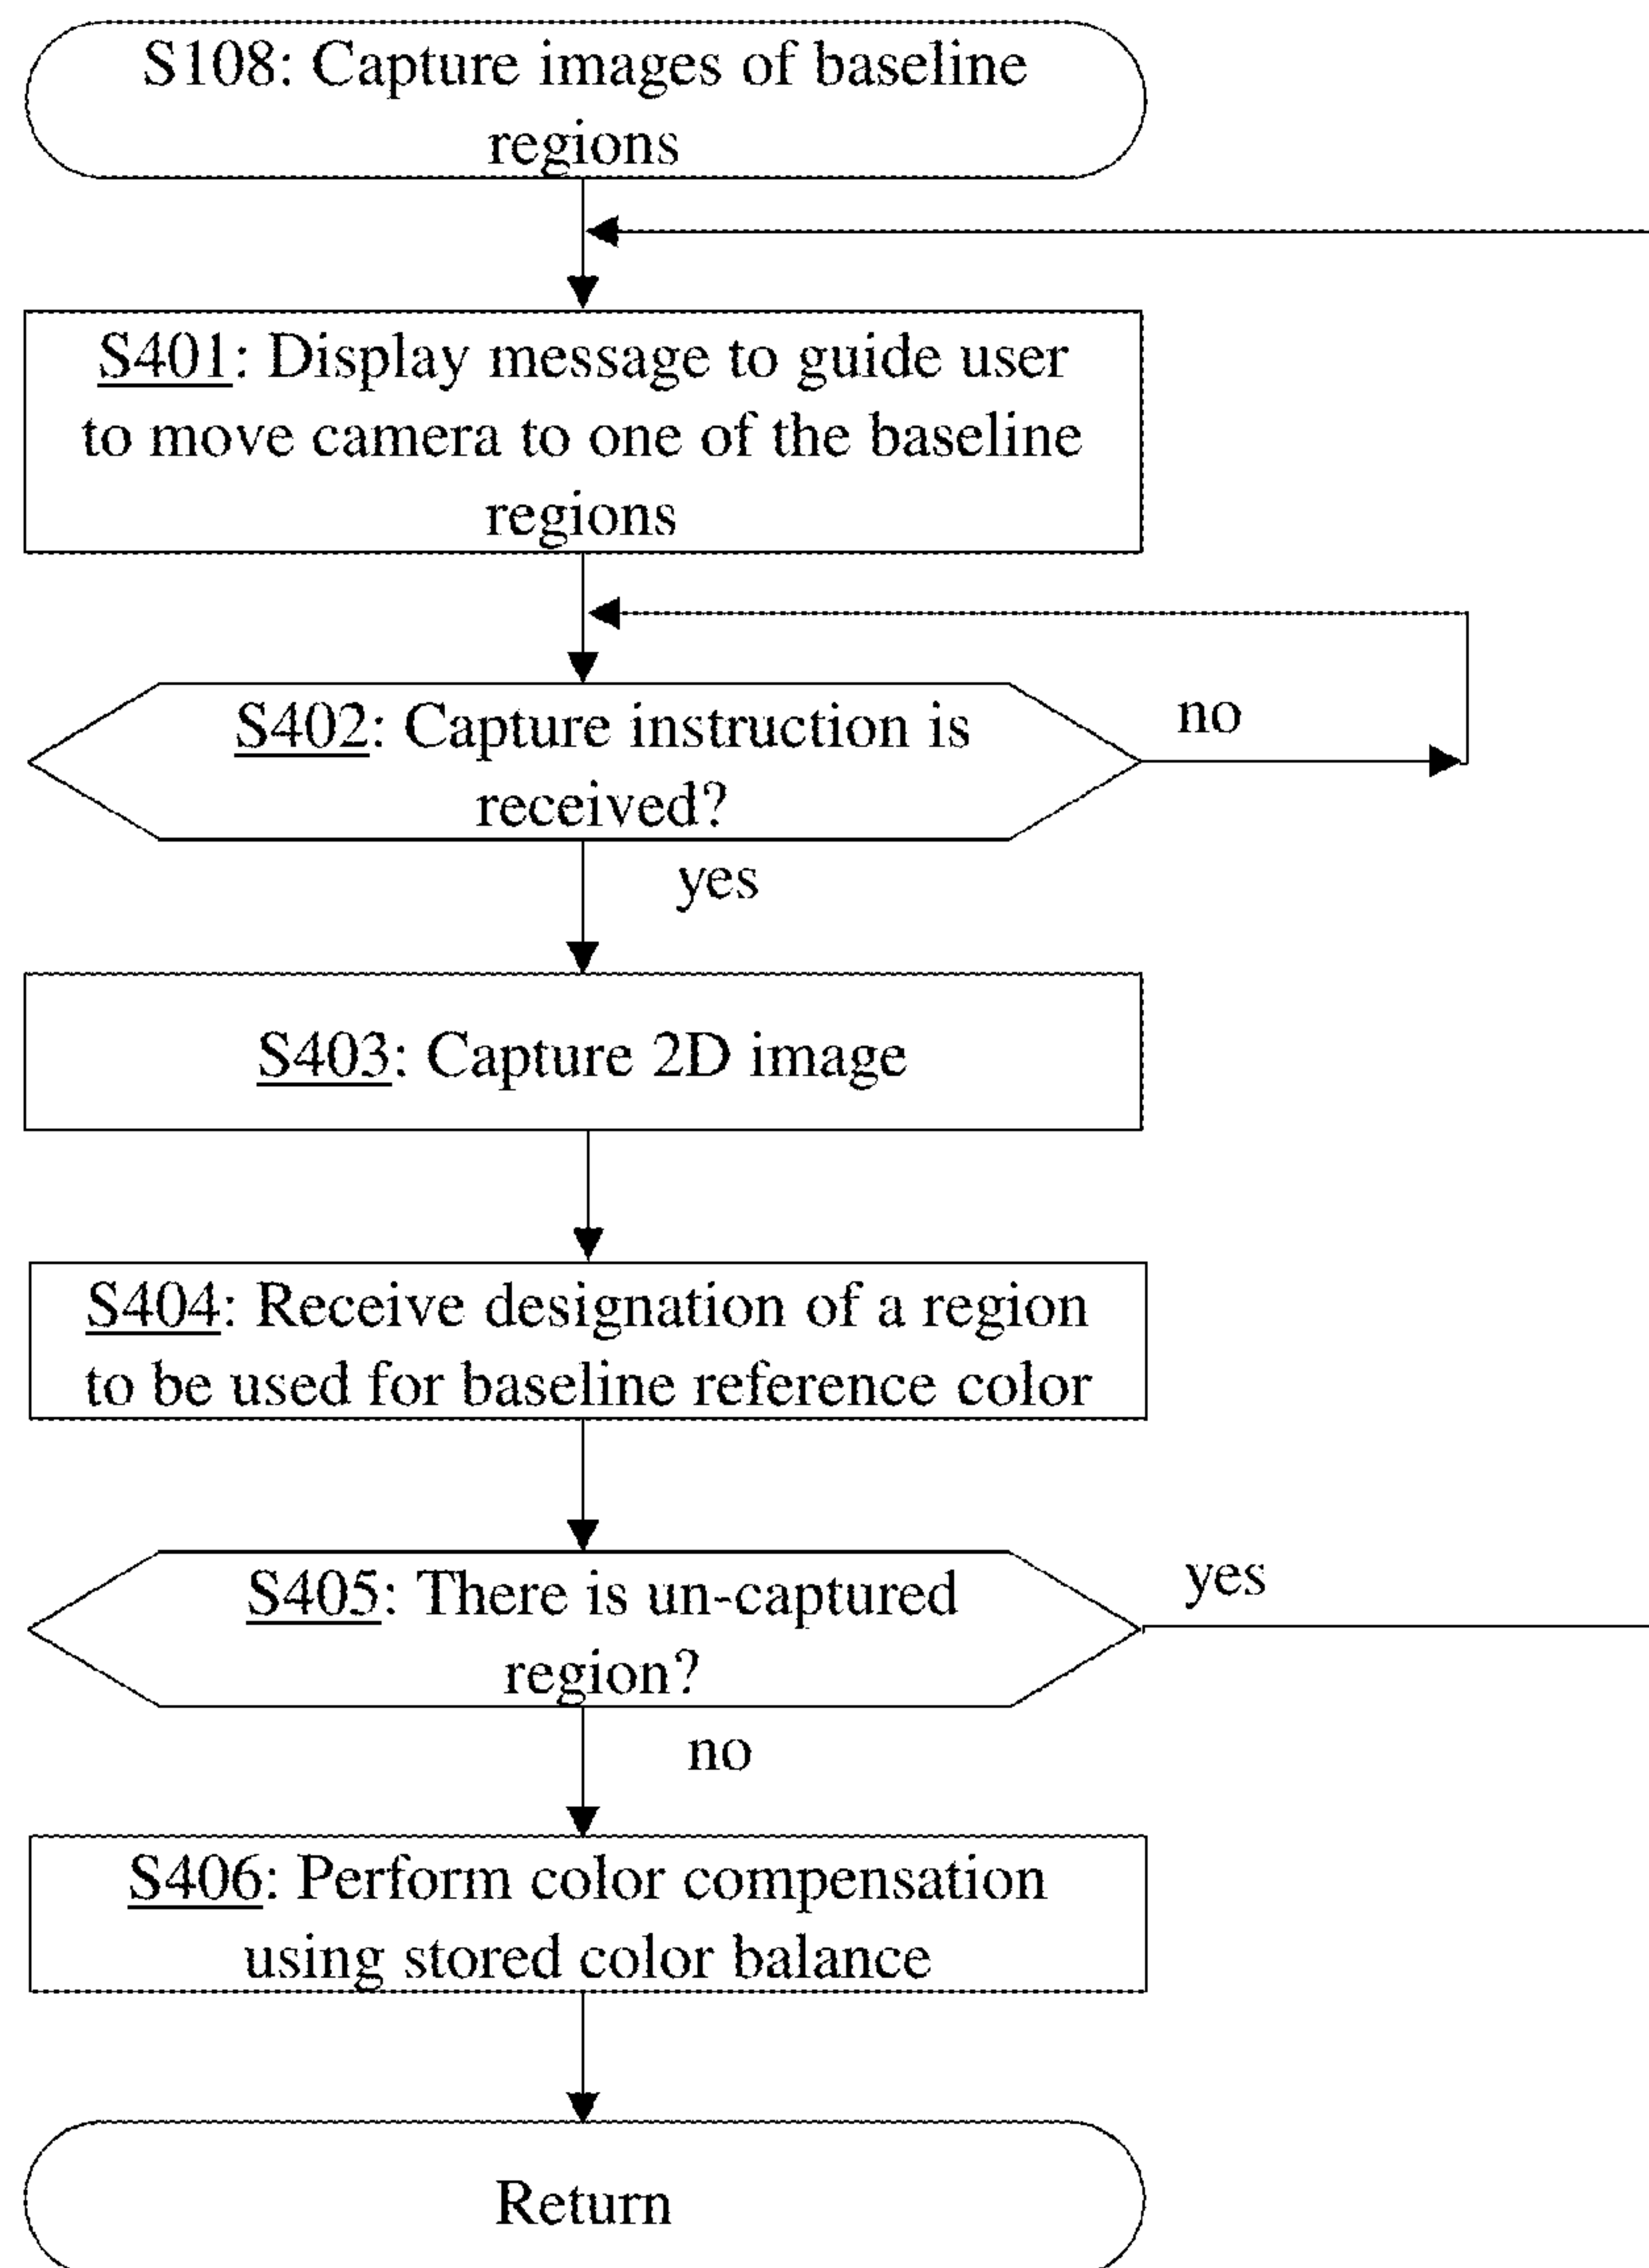 S108: Capture images of baseline
regions
S401: Display message to guide user
to move camera to one of the baseline
regions
S402: Capture instruction is
received?
no
yes
S403: Capture 2D image
S404: Receive designation of a region
to be used for baseline reference color
S405: There is un-captured
region?
yes
no
S406: Perform color compensation
using stored color balance
Return